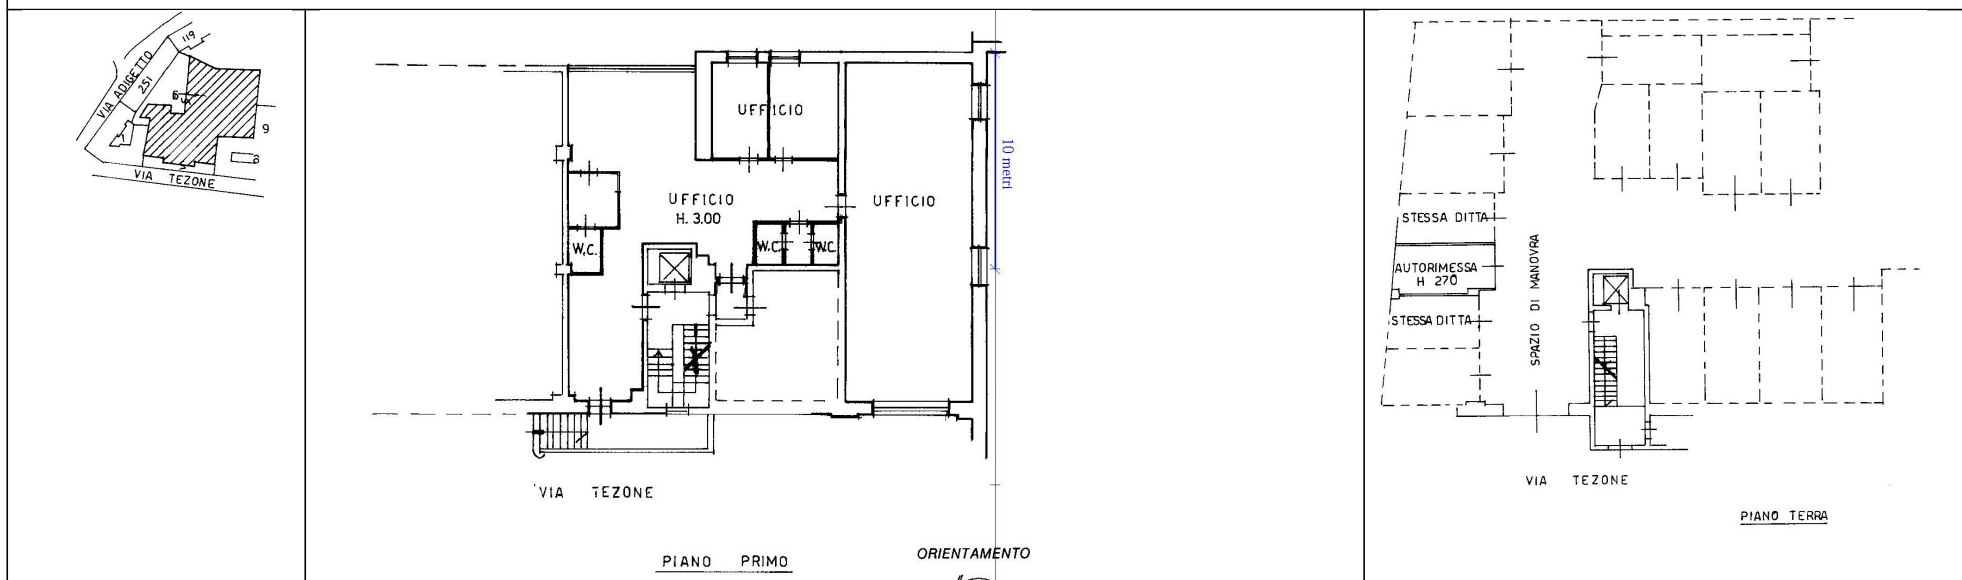 119
VIA ADIGETTO
251
6
9
8
VIA TEZONE
UFFICIO
10 metri
UFFICIO
H. 3.00
UFFICIO
W.C.
W.C.
W.C.
VIA TEZONE
PIANO PRIMO
ORIENTAMENTO
STESSA DITTA
AUTORIMESSA
H 270
STESSA DITTA
SPAZIO DI MANOVRA
VIA TEZONE
PIANO TERRA